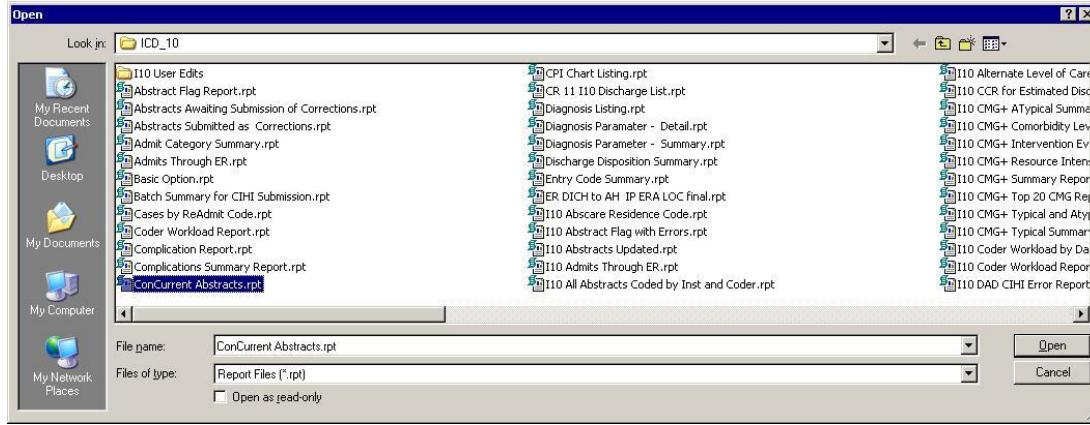 Open
Look in: ICD_10
My Recent Documents
Desktop
My Documents
My Computer
My Network Places
I10 User Edits
Abstract Flag Report.rpt
Abstracts Awaiting Submission of Corrections.rpt
Abstracts Submitted as  Corrections.rpt
Admit Category Summary.rpt
Admits Through ER.rpt
Basic Option.rpt
Batch Summary for CIHI Submission.rpt
Cases by ReAdmit Code.rpt
Coder Workload Report.rpt
Complication Report.rpt
Complications Summary Report.rpt
ConCurrent Abstracts.rpt
CPI Chart Listing.rpt
CR 11 I10 Discharge List.rpt
Diagnosis Listing.rpt
Diagnosis Paramater -  Detail.rpt
Diagnosis Parameter -  Summary.rpt
Discharge Disposition Summary.rpt
Entry Code Summary.rpt
ER DICH to AH  IP ERA LOC final.rpt
I10 Abscare Residence Code.rpt
I10 Abstract Flag with Errors.rpt
I10 Abstracts Updated.rpt
I10 Admits Through ER.rpt
I10 All Abstracts Coded by Inst and Coder.rpt
I10 Alternate Level of Care
I10 CCR for Estimated Disc
I10 CMG+ ATypical Summa
I10 CMG+ Comorbidity Lev
I10 CMG+ Intervention Ev
I10 CMG+ Resource Intens
I10 CMG+ Summary Repor
I10 CMG+ Top 20 CMG Rep
I10 CMG+ Typical and Atyp
I10 CMG+ Typical Summar
I10 Coder Workload by Da
I10 Coder Workload Repor
I10 DAD CIHI Error Report
File name: ConCurrent Abstracts.rpt
Open
Files of type: Report Files (*.rpt)
Cancel
Open as read-only